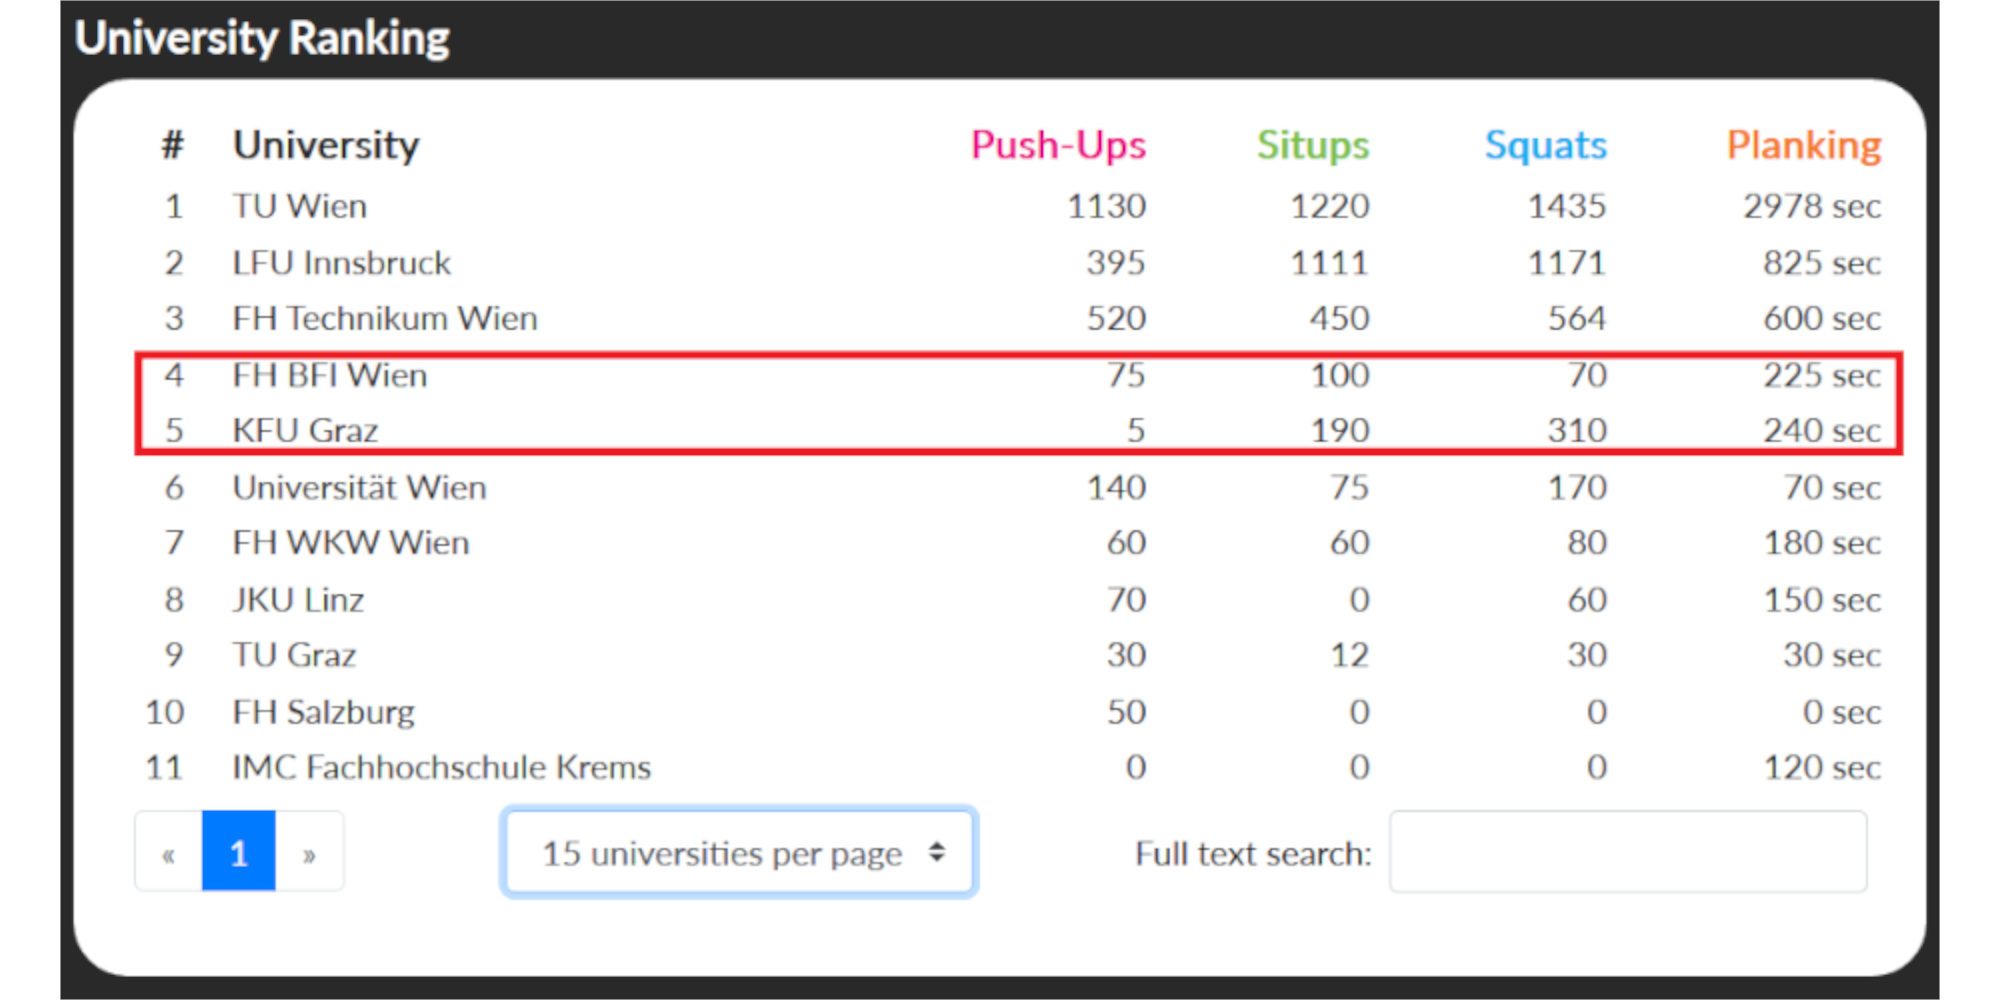 University Ranking
# University Push-Ups Situps Squats Planking
1 TU Wien 1130 1220 1435 2978 sec
2 LFU Innsbruck 395 1111 1171 825 sec
3 FH Technikum Wien 520 450 564 600 sec
4 FH BFI Wien 75 100 70 225 sec
5 KFU Graz 5 190 310 240 sec
6 Universität Wien 140 75 170 70 sec
7 FH WKW Wien 60 60 80 180 sec
8 JKU Linz 70 0 60 150 sec
9 TU Graz 30 12 30 30 sec
10 FH Salzburg 50 0 0 0 sec
11 IMC Fachhochschule Krems 0 0 0 120 sec
« 1 » 15 universities per page Full text search: